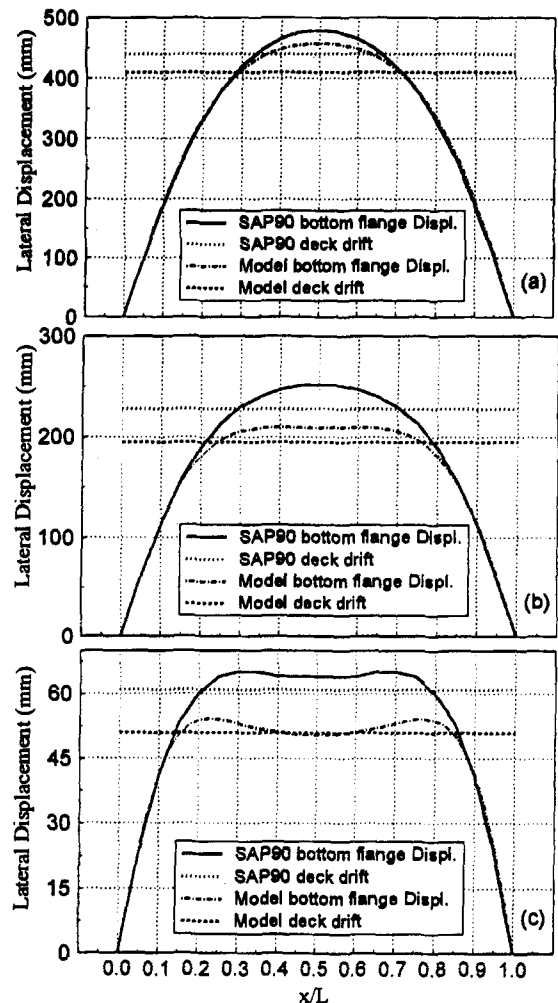 500
400
300
200
100
0
Lateral Displacement (mm)
SAP90 bottom flange Displ.
SAP90 deck drift
Model bottom flange Displ.
Model deck drift
(a)
300
200
100
0
Lateral Displacement (mm)
SAP90 bottom flange Displ.
SAP90 deck drift
Model bottom flange Displ.
Model deck drift
(b)
60
45
30
15
0
Lateral Displacement (mm)
SAP90 bottom flange Displ.
SAP90 deck drift
Model bottom flange Displ.
Model deck drift
(c)
0.0 0.1 0.2 0.3 0.4 0.5 0.6 0.7 0.8 0.9 1.0
x/L